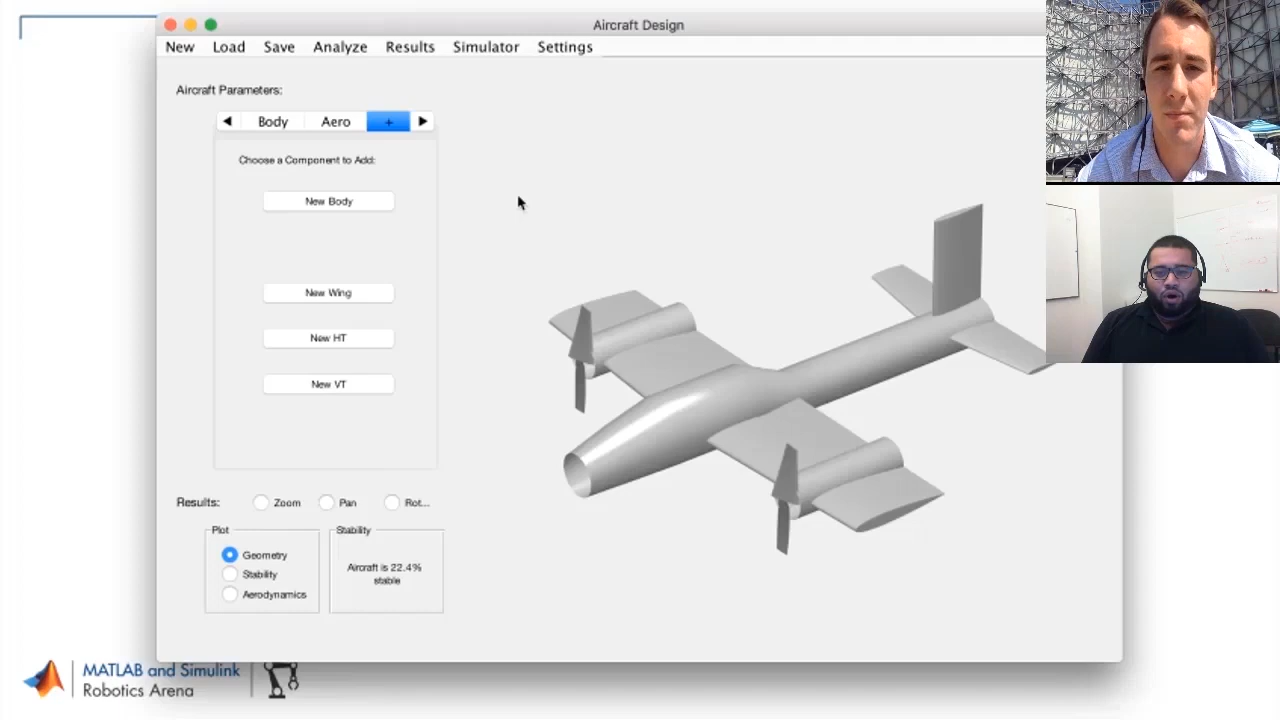 Aircraft Design
New Load Save Analyze Results Simulator Settings
Aircraft Parameters:
Body Aero +
Choose a Component to Add:
New Body
New Wing
New HT
New VT
Results: Zoom Pan Rot...
Plot
Geometry
Stability
Aerodynamics
Stability
Aircraft is 22.4%
stable
MATLAB and Simulink
Robotics Arena